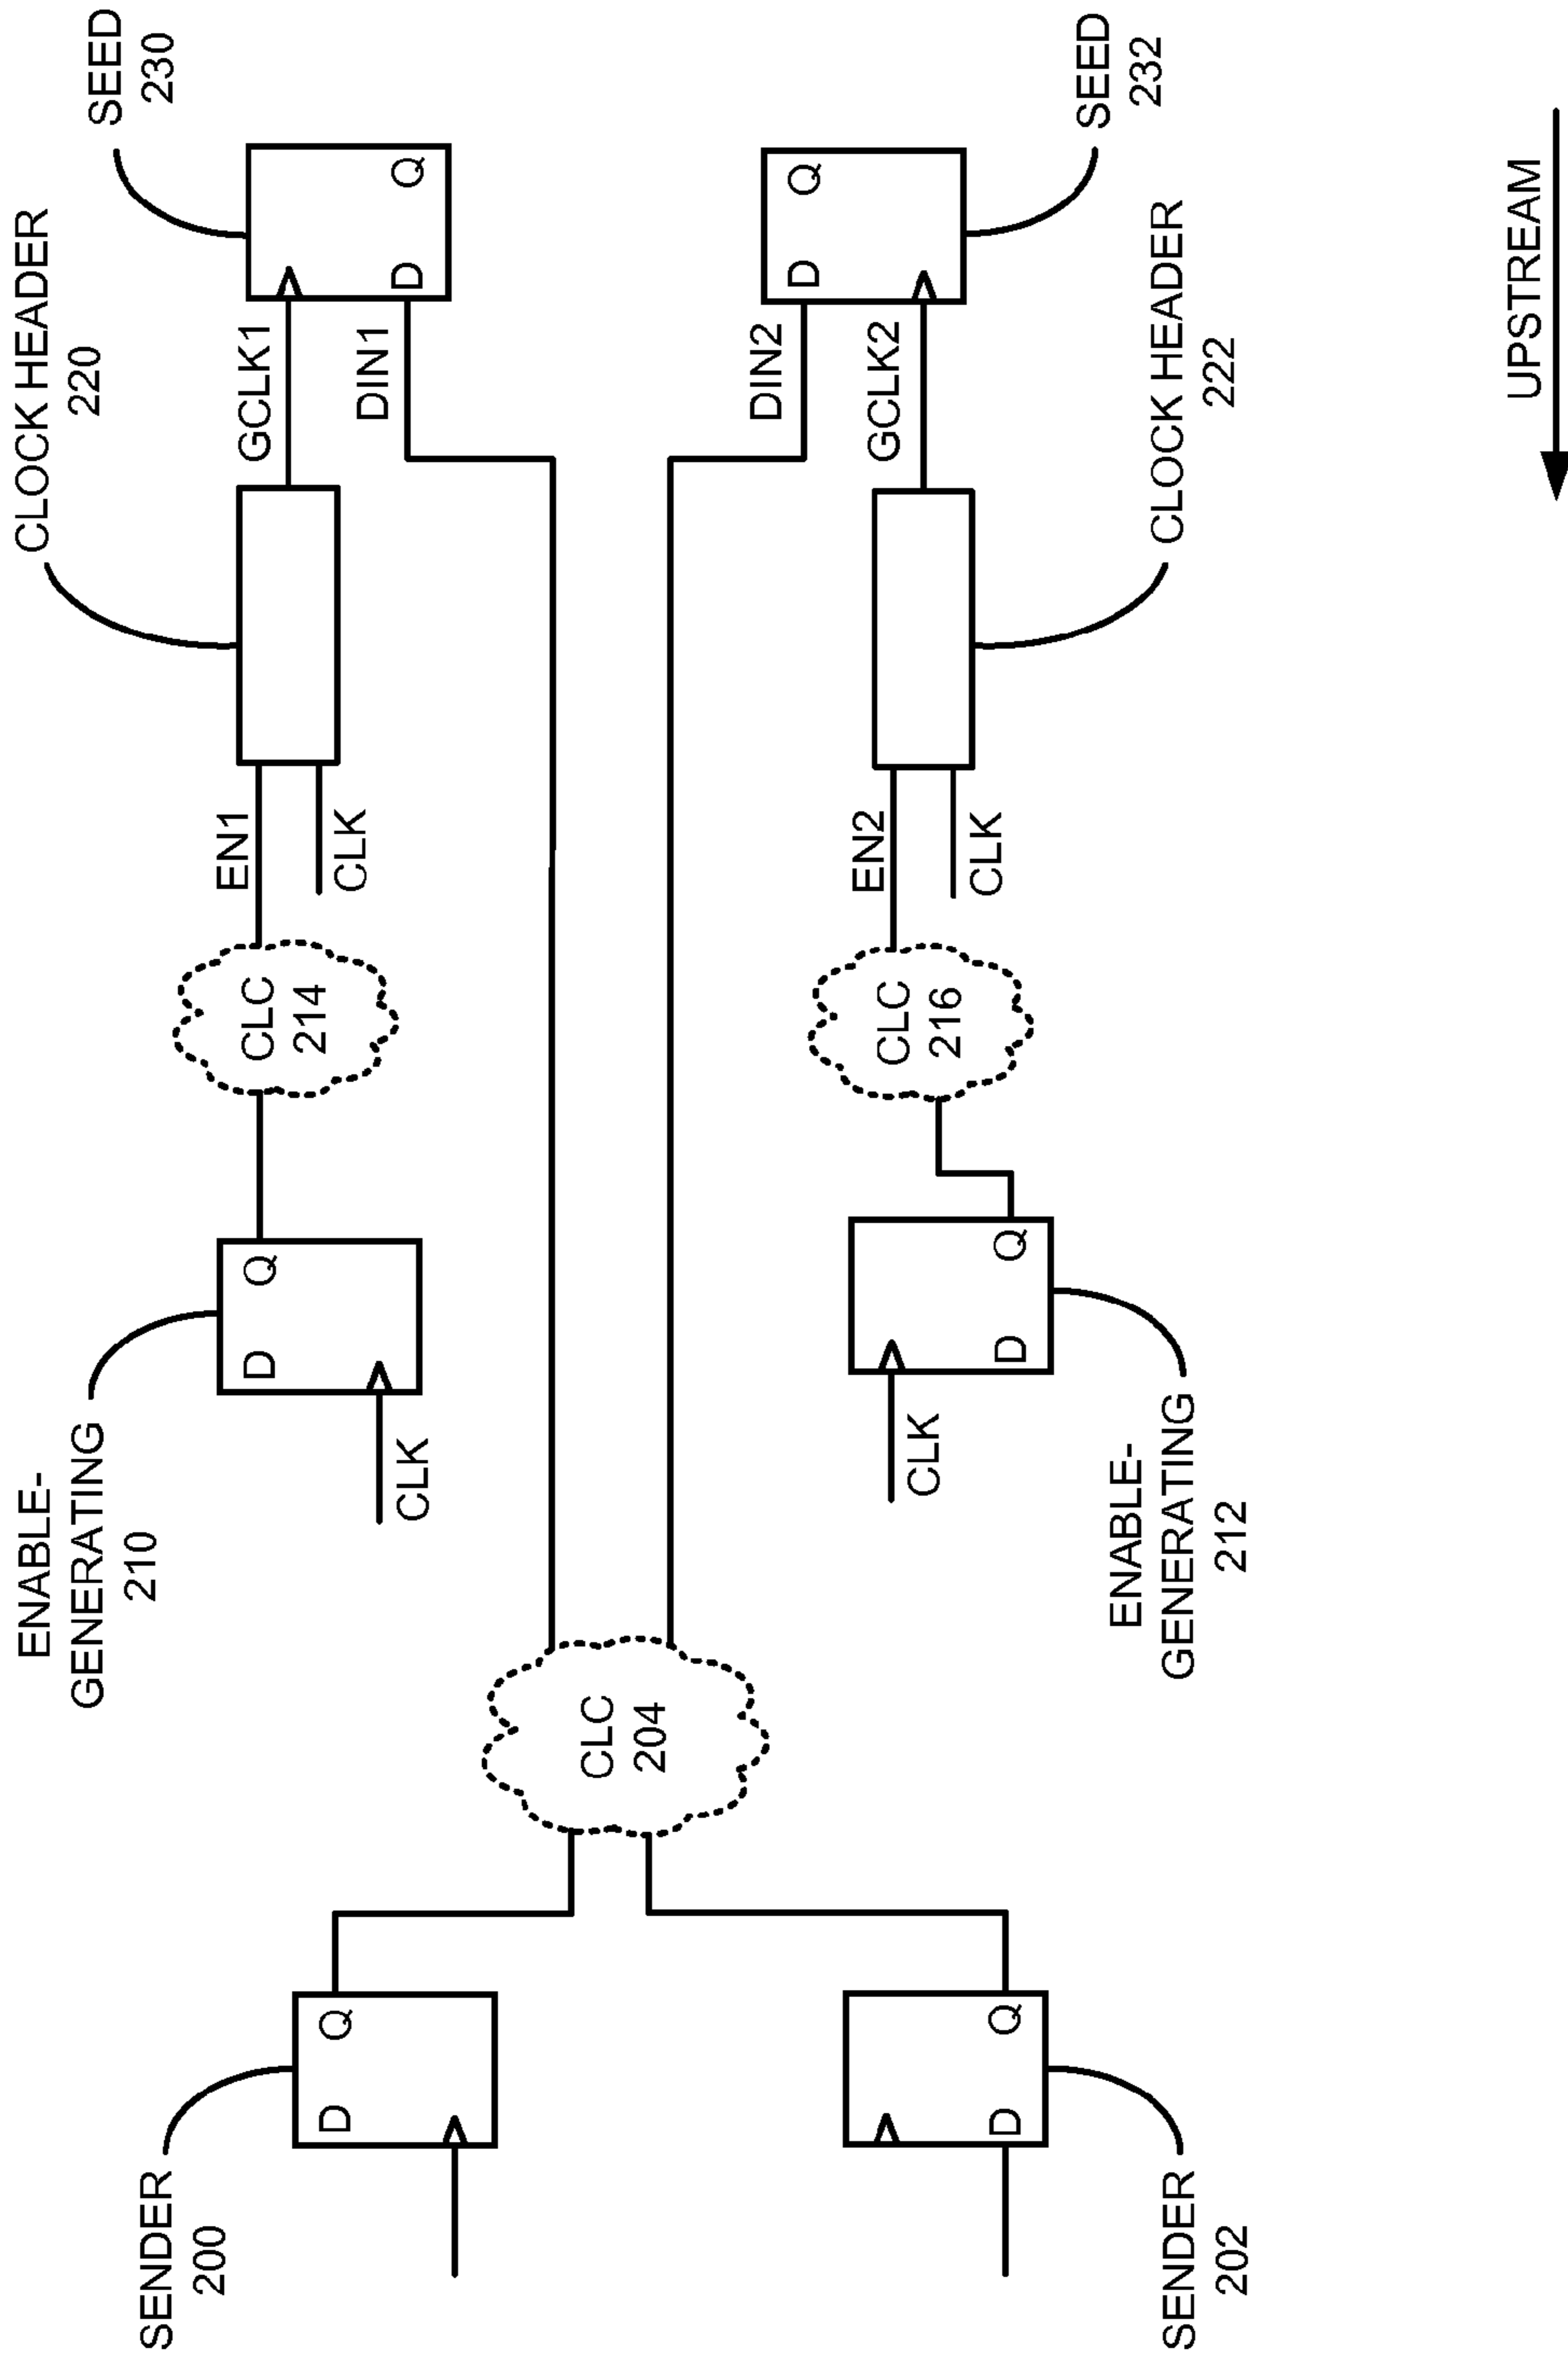 SENDER
200
D
Q
ENABLE-
GENERATING
210
D
Q
CLK
CLC
214
EN1
CLK
CLOCK HEADER
220
GCLK1
DIN1
SEED
230
D
Q
CLC
204
DIN2
GCLK2
D
Q
SEED
232
EN2
CLK
CLOCK HEADER
222
CLC
216
CLK
D
Q
ENABLE-
GENERATING
212
D
Q
SENDER
202
UPSTREAM